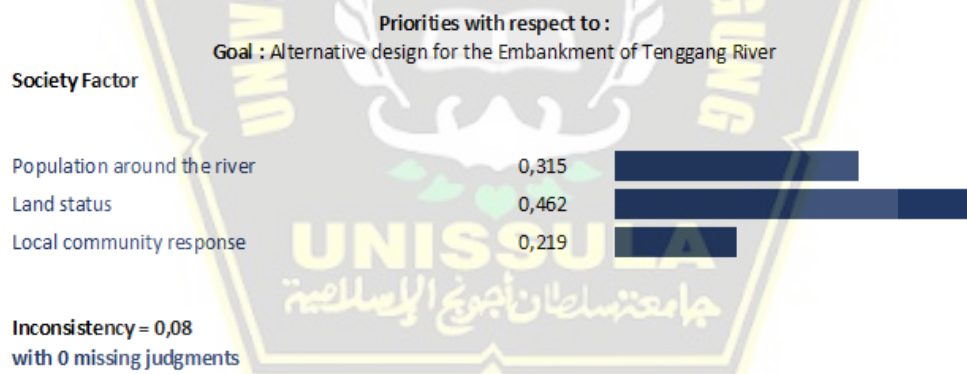 Priorities with respect to :
Goal : Alternative design for the Embankment of Tenggang River
Society Factor
Population around the river 0,315
Land status 0,462
Local community response 0,219
UNISSULA
جامعتسلطان أجونج الإسلامية
Inconsistency = 0,08
with 0 missing judgments